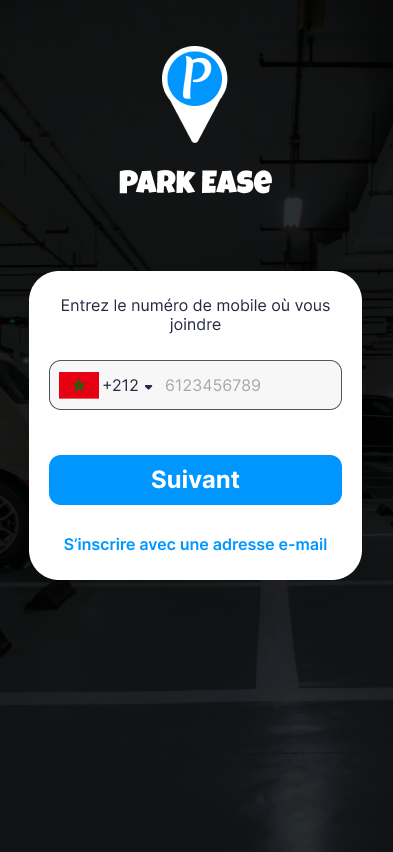 P
PARK EASE
Entrez le numéro de mobile où vous
joindre
+212 6123456789
Suivant
S'inscrire avec une adresse e-mail